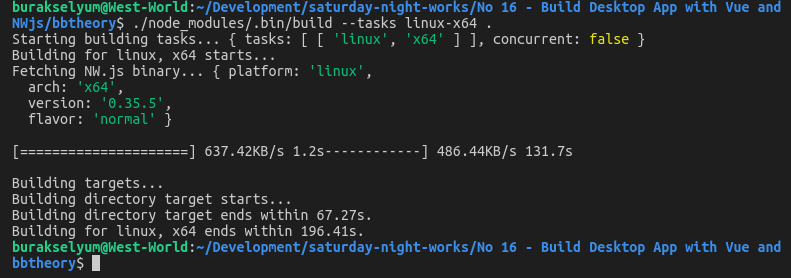 burakselyum@West-World:~/Development/saturday-night-works/No 16 - Build Desktop App with Vue and
NWjs/bbtheory$ ./node_modules/.bin/build --tasks linux-x64 .
Starting building tasks... { tasks: [ [ 'linux', 'x64' ] ], concurrent: false }
Building for linux, x64 starts...
Fetching NW.js binary... { platform: 'linux',
  arch: 'x64',
  version: '0.35.5',
  flavor: 'normal' }
[=====================] 637.42KB/s 1.2s------------] 486.44KB/s 131.7s
Building targets...
Building directory target starts...
Building directory target ends within 67.27s.
Building for linux, x64 ends within 196.41s.
burakselyum@West-World:~/Development/saturday-night-works/No 16 - Build Desktop App with Vue and
bbtheory$